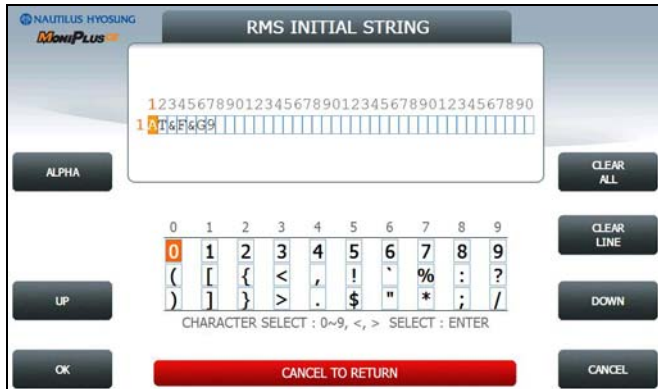 NAUTILUS HYOSUNG
MoniPlus CE
RMS INITIAL STRING
1234567890123456789012345678901234567890
1 AT&F&G9
ALPHA
CLEAR ALL
0 1 2 3 4 5 6 7 8 9
0 1 2 3 4 5 6 7 8 9
( [ { < , ! ` % : ?
) ] } > . $ " * ; /
CLEAR LINE
UP
DOWN
CHARACTER SELECT : 0~9, <, > SELECT : ENTER
OK
CANCEL TO RETURN
CANCEL